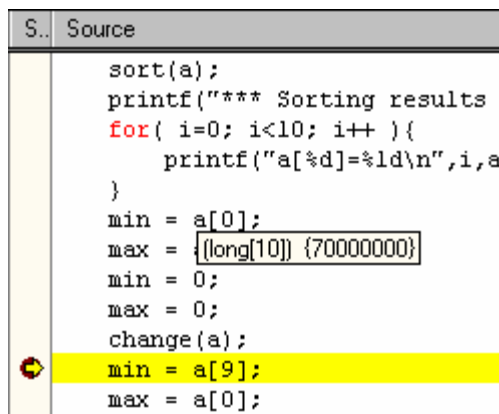 S.. Source
sort(a);
printf("*** Sorting results
for( i=0; i<10; i++ ){
printf("a[%d]=%ld\n",i,a
}
min = a[0];
max =
(long[10]) {70000000}
min = 0;
max = 0;
change(a);
min = a[9];
max = a[0];